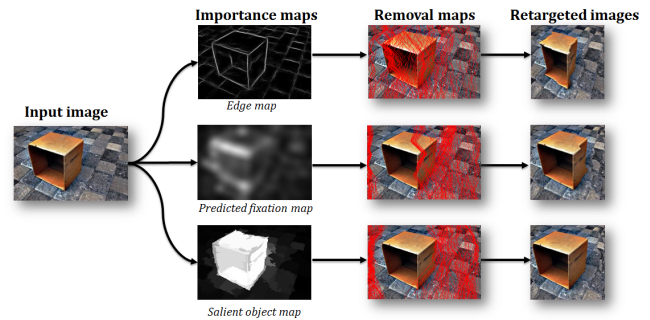 Importance maps
Removal maps
Retargeted images
Edge map
Input image
Predicted fixation map
Salient object map